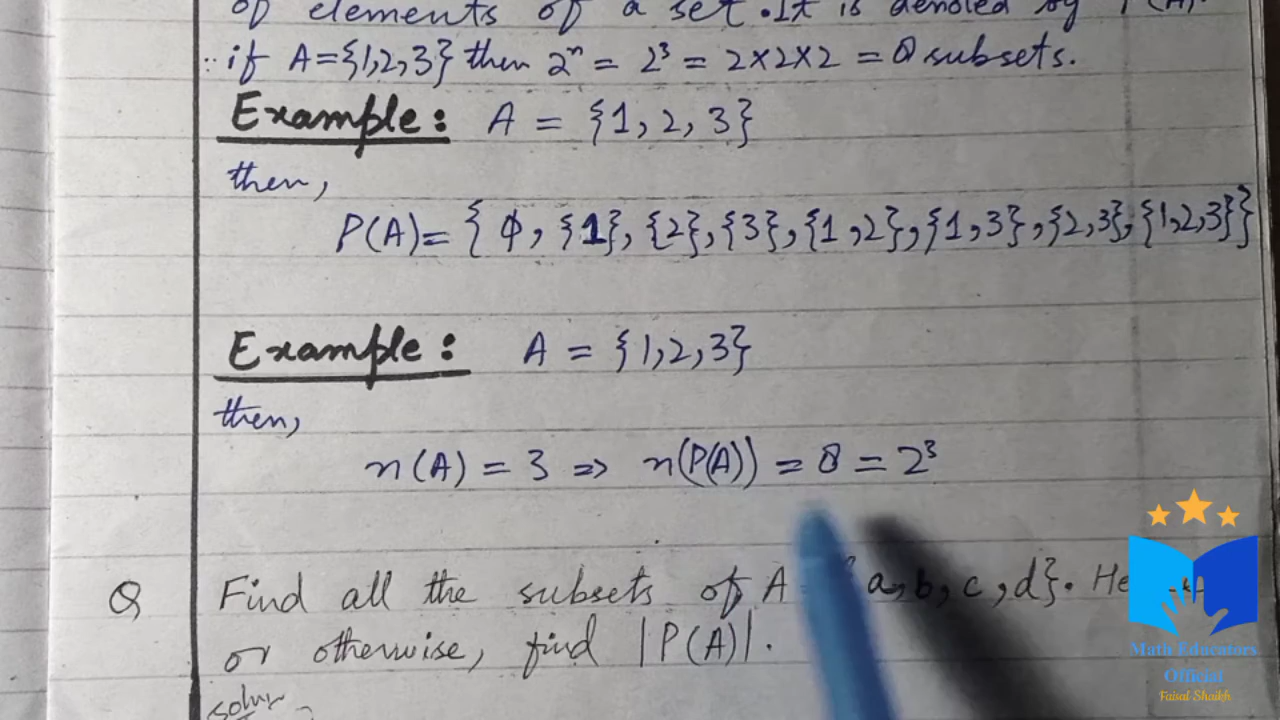 of elements of a set. It is denoted by P(A).
∵ if A={1,2,3} then 2ⁿ = 2³ = 2×2×2 = 8 subsets.
Example: A = {1, 2, 3}
then,
P(A)= { ϕ, {1}, {2}, {3}, {1,2}, {1,3}, {2,3}, {1,2,3}}
Example: A = {1,2,3}
then,
n(A) = 3 => n(P(A)) = 8 = 2³
Q Find all the subsets of A = { a, b, c, d}.
or otherwise, find |P(A)|.
solun
Math Educators
Official
Faisal Shaikh